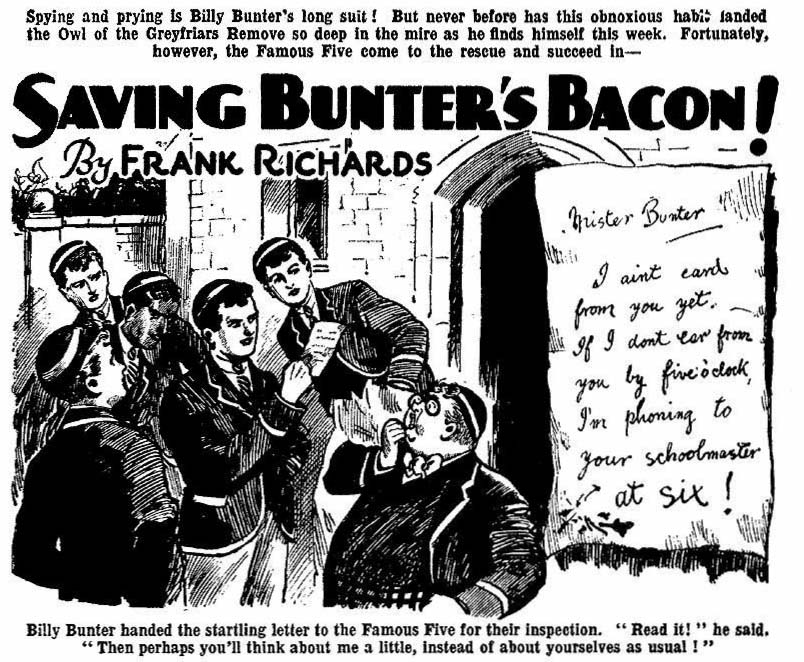 Spying and prying is Billy Bunter's long suit! But never before has this obnoxious habit landed
the Owl of the Greyfriars Remove so deep in the mire as he finds himself this week. Fortunately,
however, the Famous Five come to the rescue and succeed in—
SAVING BUNTER'S BACON!
By FRANK RICHARDS
Mister Bunter
I aint eard
from you yet.
If I dont ear from
you by five o'clock,
I'm phoning to
your schoolmaster
at six!
Billy Bunter handed the startling letter to the Famous Five for their inspection. "Read it!" he said.
"Then perhaps you'll think about me a little, instead of about yourselves as usual!"